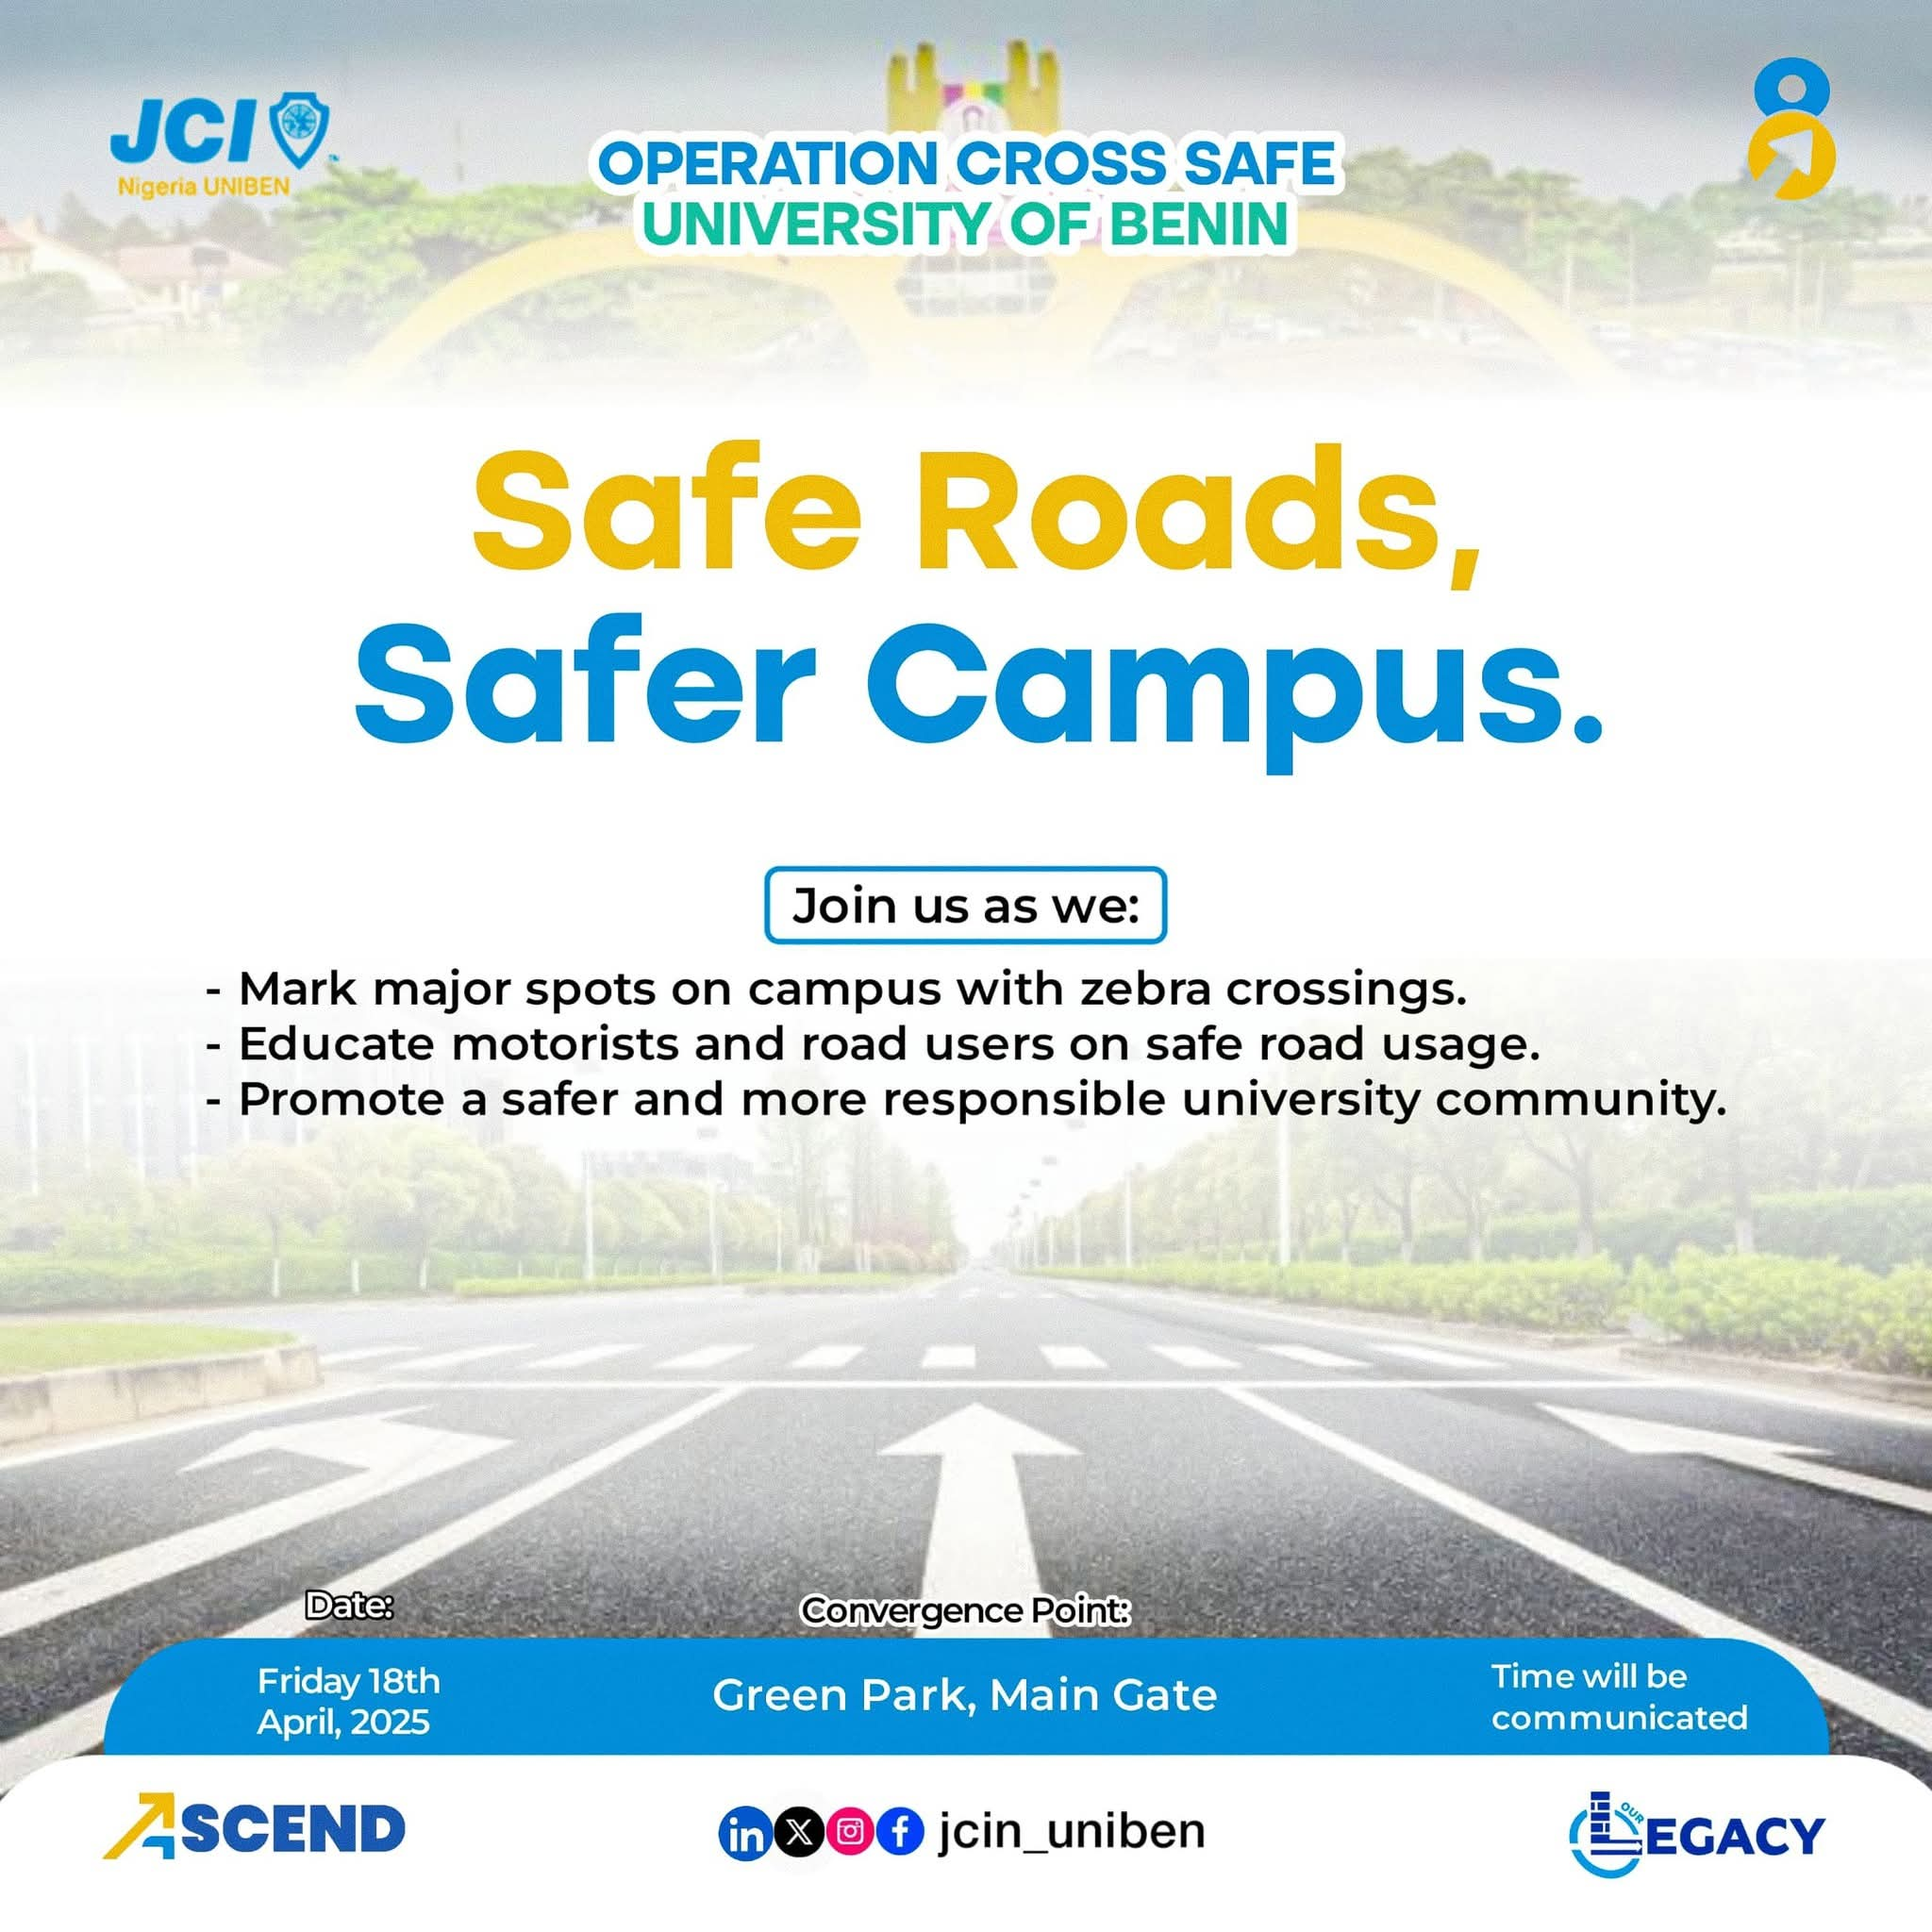 JCI
Nigeria UNIBEN
OPERATION CROSS SAFE
UNIVERSITY OF BENIN
Safe Roads,
Safer Campus.
Join us as we:
- Mark major spots on campus with zebra crossings.
- Educate motorists and road users on safe road usage.
- Promote a safer and more responsible university community.
Date:
Friday 18th
April, 2025
Convergence Point:
Green Park, Main Gate
Time will be
communicated
ASCEND
in X f jcin_uniben
OUR
LEGACY